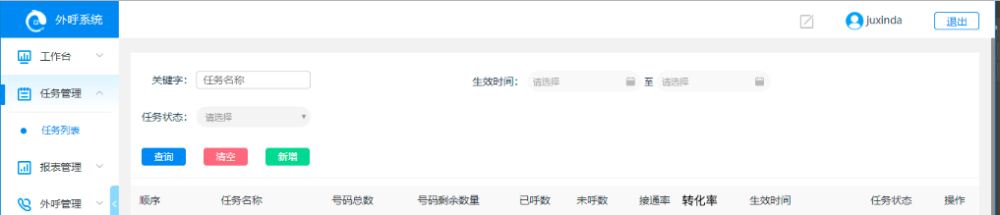 外呼系统
juxinda 退出
工作台
任务管理
任务列表
报表管理
外呼管理
关键字: 任务名称 生效时间: 请选择 至 请选择
任务状态: 请选择
查询 清空 新增
顺序 任务名称 号码总数 号码剩余数量 已呼数 未呼数 接通率 转化率 生效时间 任务状态 操作